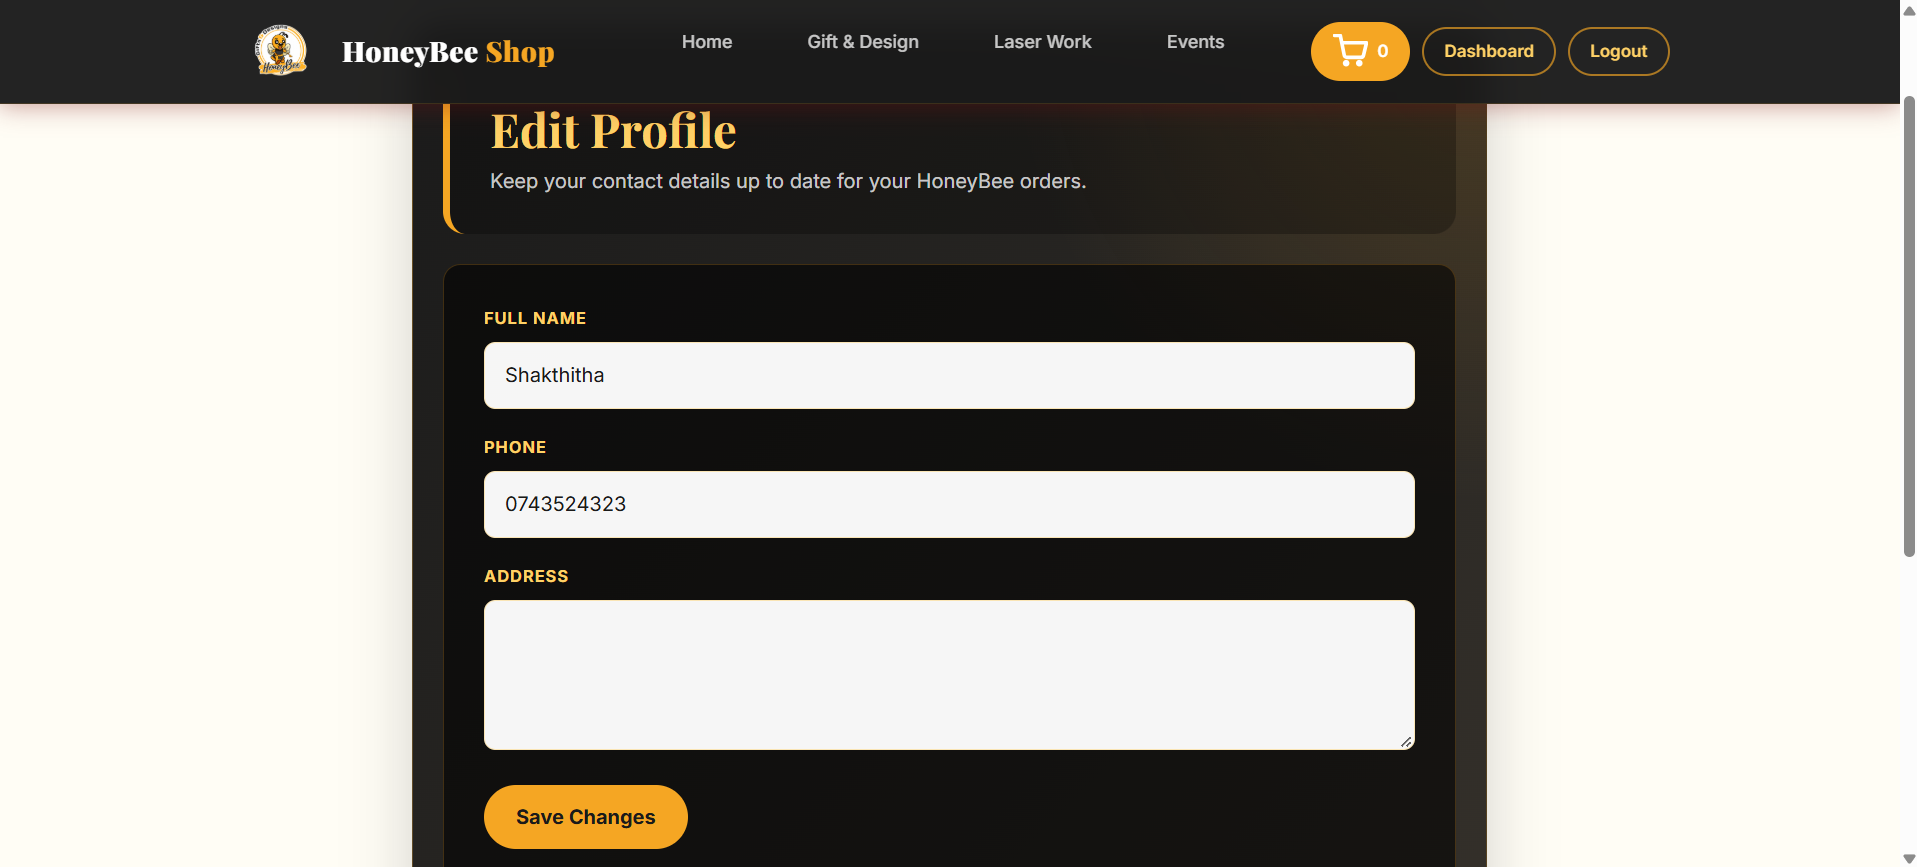 HoneyBee Shop
Home
Gift & Design
Laser Work
Events
0
Dashboard
Logout
Edit Profile
Keep your contact details up to date for your HoneyBee orders.
FULL NAME
Shakthitha
PHONE
0743524323
ADDRESS
Save Changes